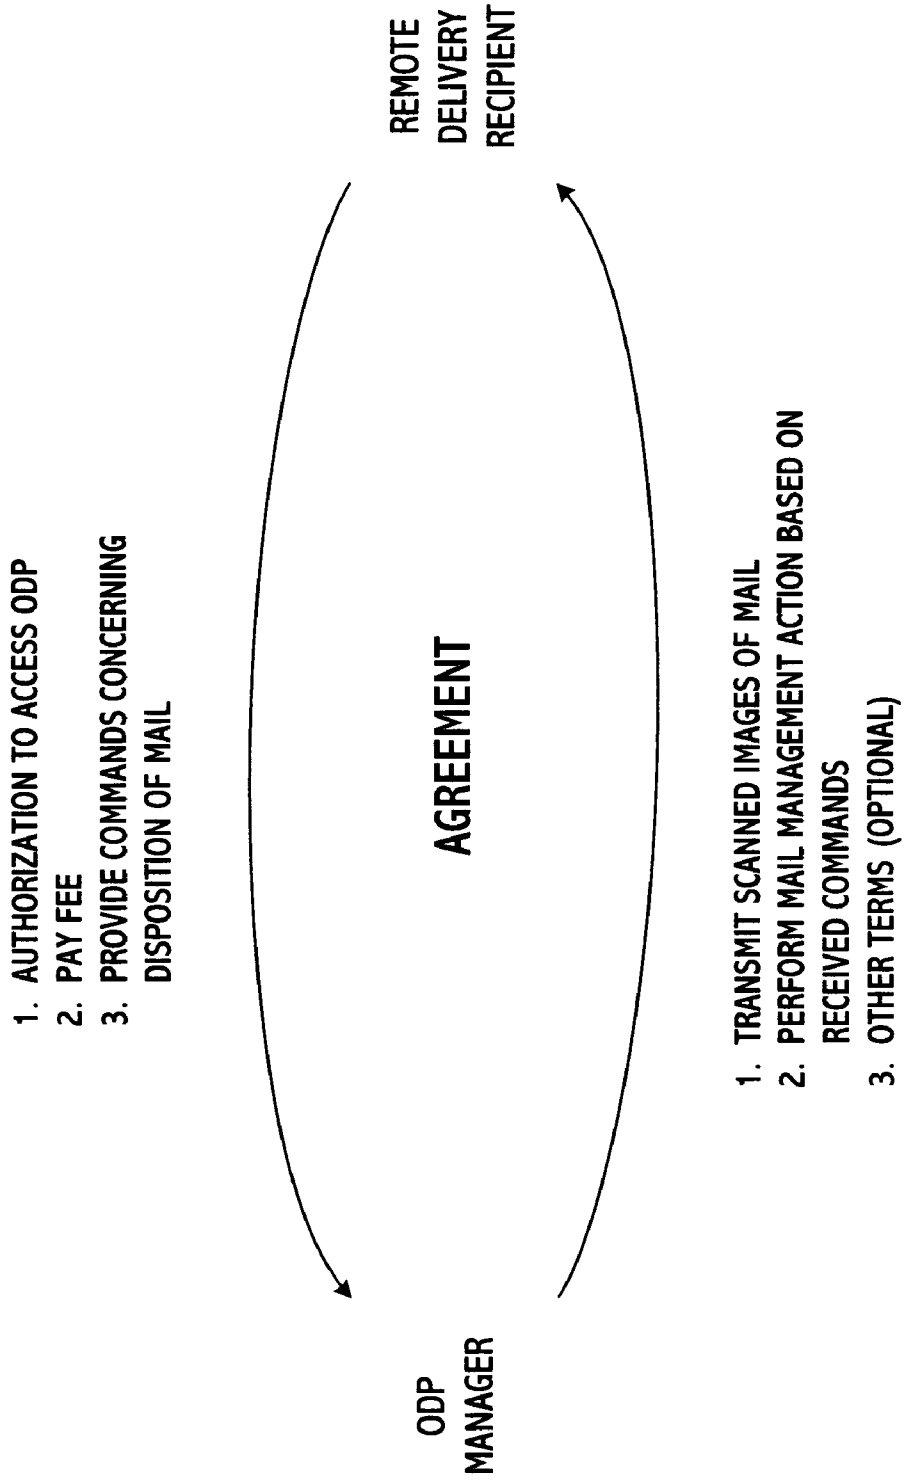 1. AUTHORIZATION TO ACCESS ODP
2. PAY FEE
3. PROVIDE COMMANDS CONCERNING
DISPOSITION OF MAIL
ODP
MANAGER
AGREEMENT
REMOTE
DELIVERY
RECIPIENT
1. TRANSMIT SCANNED IMAGES OF MAIL
2. PERFORM MAIL MANAGEMENT ACTION BASED ON
RECEIVED COMMANDS
3. OTHER TERMS (OPTIONAL)